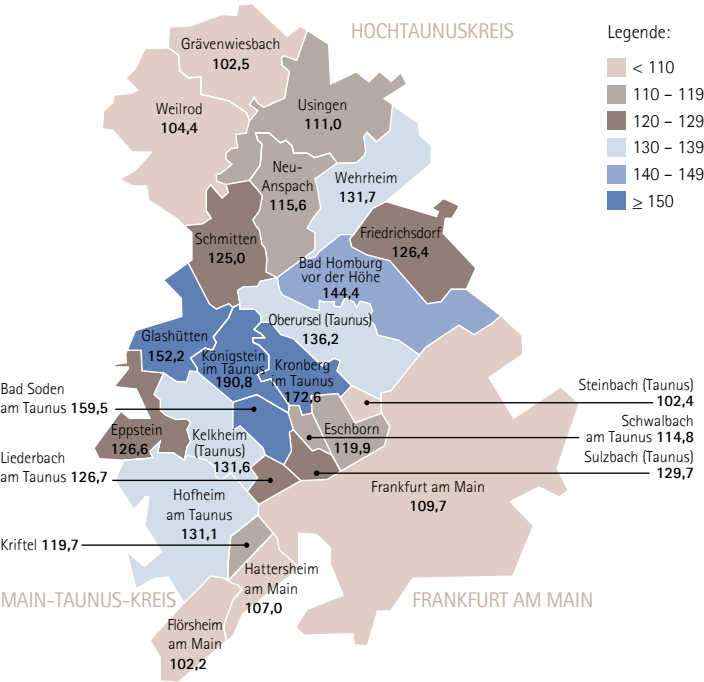 HOCHTAUNUSKREIS
Legende:
< 110
110 – 119
120 – 129
130 – 139
140 – 149
≥ 150
Grävenwiesbach
102,5
Weilrod
104,4
Usingen
111,0
Neu-
Anspach
115,6
Wehrheim
131,7
Schmitten
125,0
Friedrichsdorf
126,4
Bad Homburg
vor der Höhe
144,4
Oberursel (Taunus)
136,2
Glashütten
152,2
Königstein
im Taunus
190,8
Kronberg
im Taunus
172,6
Bad Soden
am Taunus 159,5
Steinbach (Taunus)
102,4
Schwalbach
am Taunus 114,8
Sulzbach (Taunus)
129,7
Eschborn
119,9
Eppstein
126,6
Kelkheim
(Taunus)
131,6
Liederbach
am Taunus 126,7
Hofheim
am Taunus
131,1
Frankfurt am Main
109,7
Kriftel 119,7
Hattersheim
am Main
107,0
MAIN-TAUNUS-KREIS
FRANKFURT AM MAIN
Flörsheim
am Main
102,2